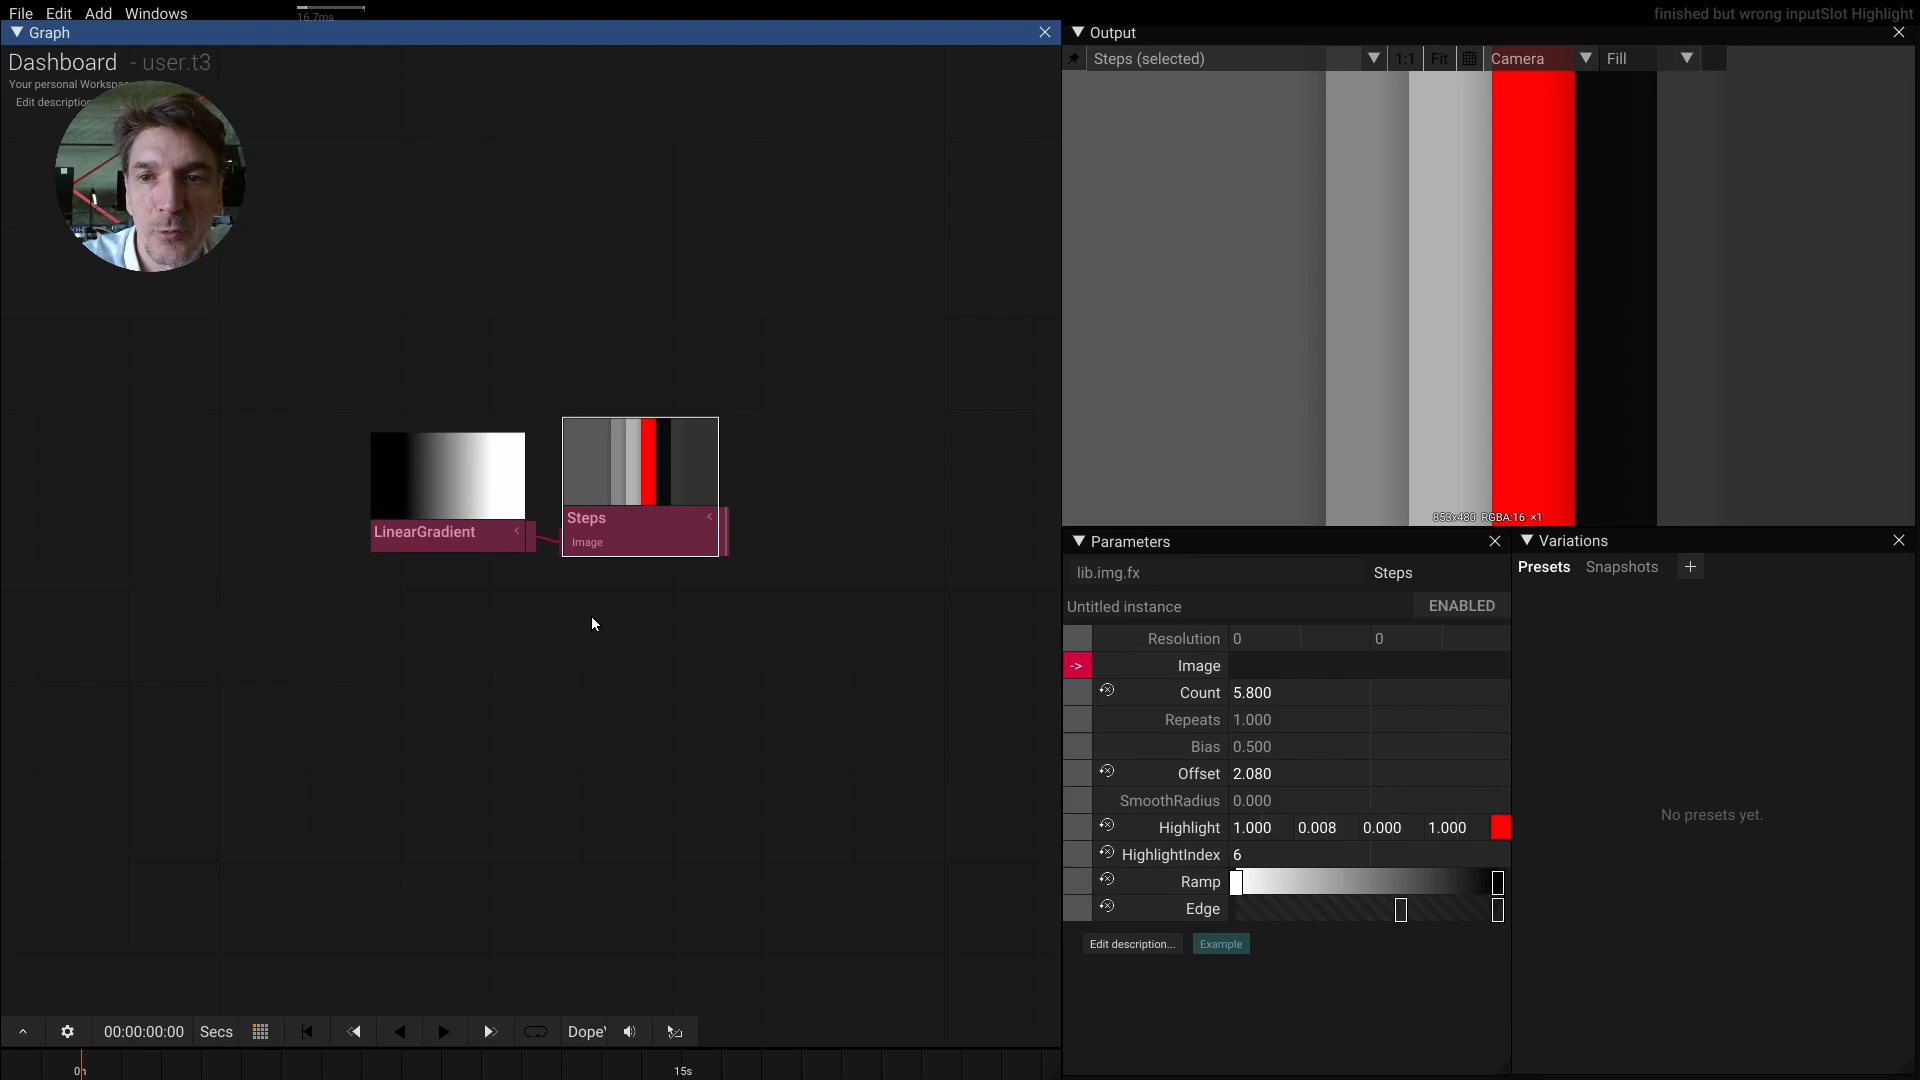 File Edit Add Windows
16.7ms
finished but wrong inputSlot Highlight
Graph
Dashboard - user.t3
Your personal Workspa
Edit description
LinearGradient <
Steps <
Image
Output
Steps (selected) 1:1 Fit Camera Fill
853x480 RGBA:16 ×1
Parameters
lib.img.fx Steps
Untitled instance ENABLED
Resolution 0 0
-> Image
Count 5.800
Repeats 1.000
Bias 0.500
Offset 2.080
SmoothRadius 0.000
Highlight 1.000 0.008 0.000 1.000
HighlightIndex 6
Ramp
Edge
Edit description... Example
Variations
Presets Snapshots +
No presets yet.
00:00:00:00 Secs Dope
15s